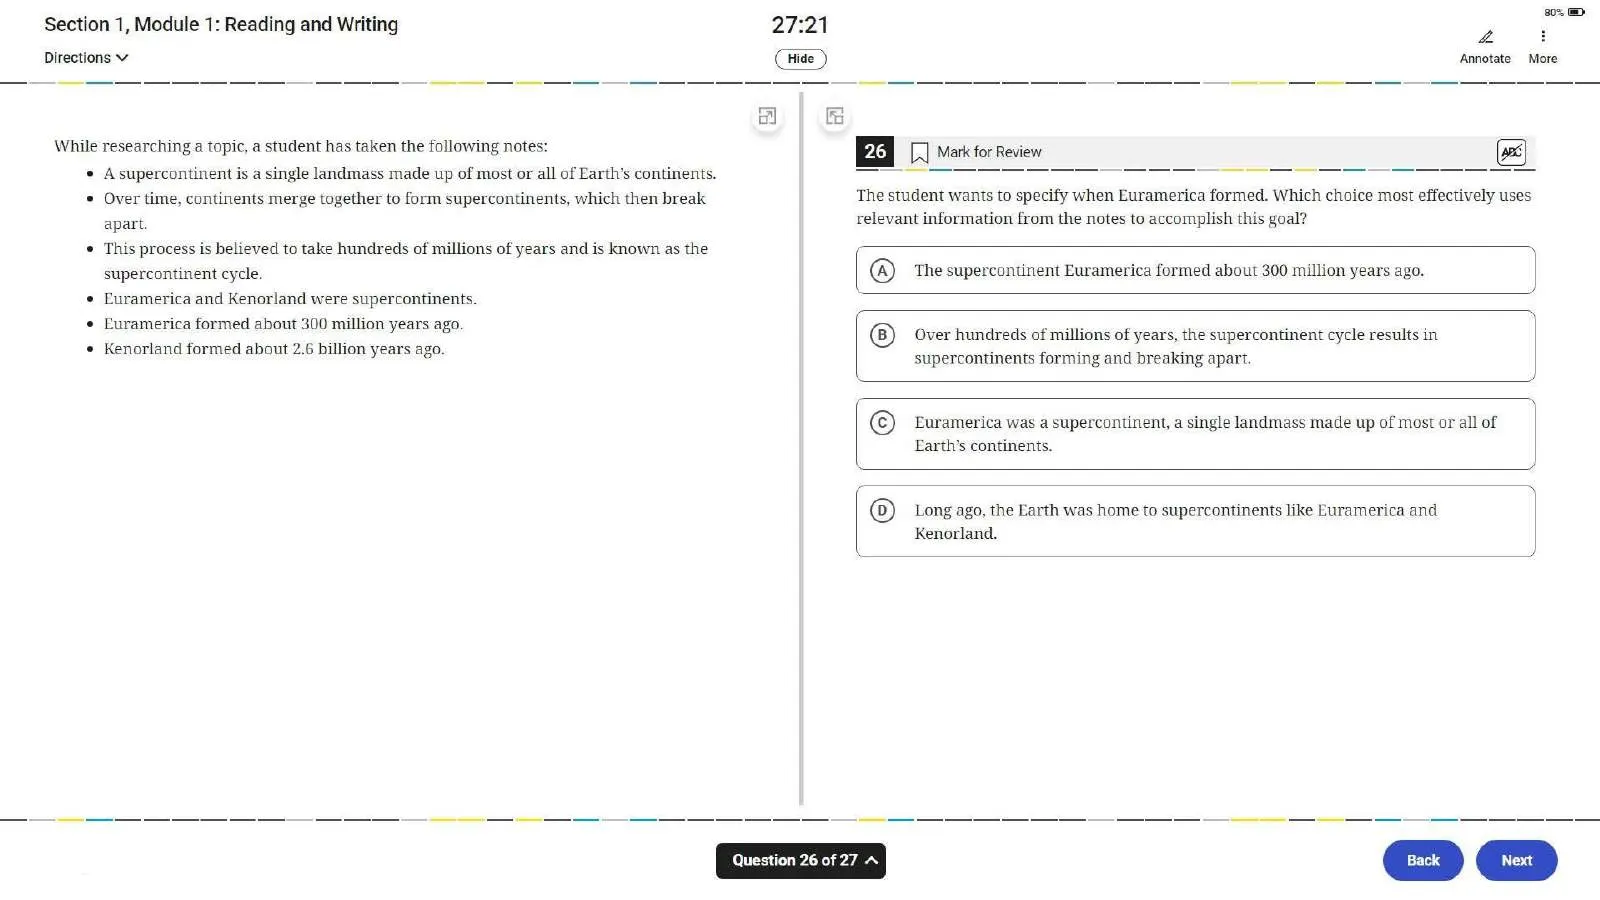 Section 1, Module 1: Reading and Writing
27:21
80%
Directions
Hide
Annotate
More
While researching a topic, a student has taken the following notes:
• A supercontinent is a single landmass made up of most or all of Earth's continents.
• Over time, continents merge together to form supercontinents, which then break
apart.
• This process is believed to take hundreds of millions of years and is known as the
supercontinent cycle.
• Euramerica and Kenorland were supercontinents.
• Euramerica formed about 300 million years ago.
• Kenorland formed about 2.6 billion years ago.
26 Mark for Review ABC
The student wants to specify when Euramerica formed. Which choice most effectively uses
relevant information from the notes to accomplish this goal?
A The supercontinent Euramerica formed about 300 million years ago.
B Over hundreds of millions of years, the supercontinent cycle results in
supercontinents forming and breaking apart.
C Euramerica was a supercontinent, a single landmass made up of most or all of
Earth's continents.
D Long ago, the Earth was home to supercontinents like Euramerica and
Kenorland.
Question 26 of 27
Back
Next